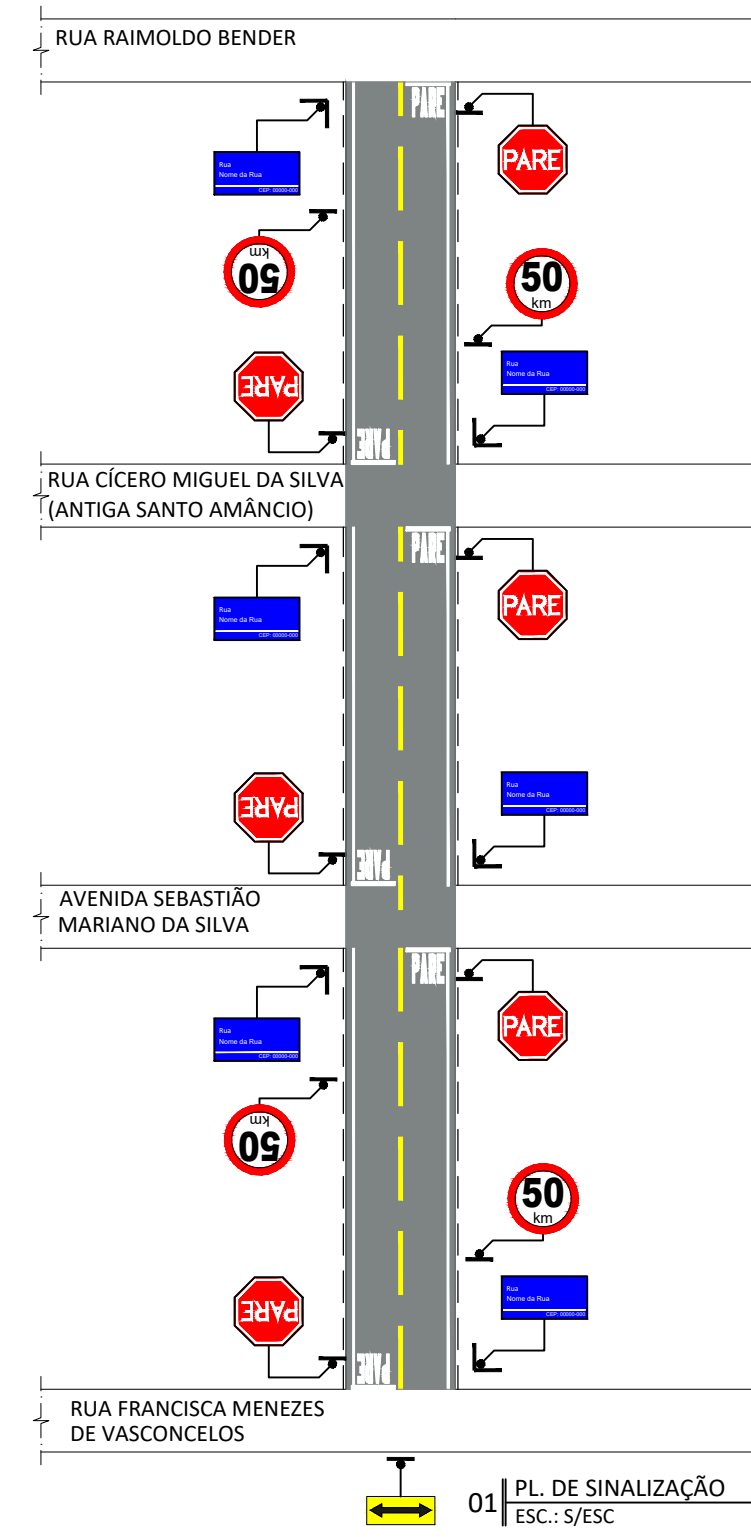 RUA RAIMOLDO BENDER
PARE
PARE
Rua
Nome da Rua
CEP: 00000-000
50
km
50
km
Rua
Nome da Rua
CEP: 00000-000
PARE
PARE
RUA CÍCERO MIGUEL DA SILVA
(ANTIGA SANTO AMÂNCIO)
PARE
PARE
Rua
Nome da Rua
CEP: 00000-000
Rua
Nome da Rua
CEP: 00000-000
PARE
PARE
AVENIDA SEBASTIÃO
MARIANO DA SILVA
PARE
PARE
Rua
Nome da Rua
CEP: 00000-000
50
km
50
km
Rua
Nome da Rua
CEP: 00000-000
PARE
PARE
RUA FRANCISCA MENEZES
DE VASCONCELOS
01
PL. DE SINALIZAÇÃO
ESC.: S/ESC